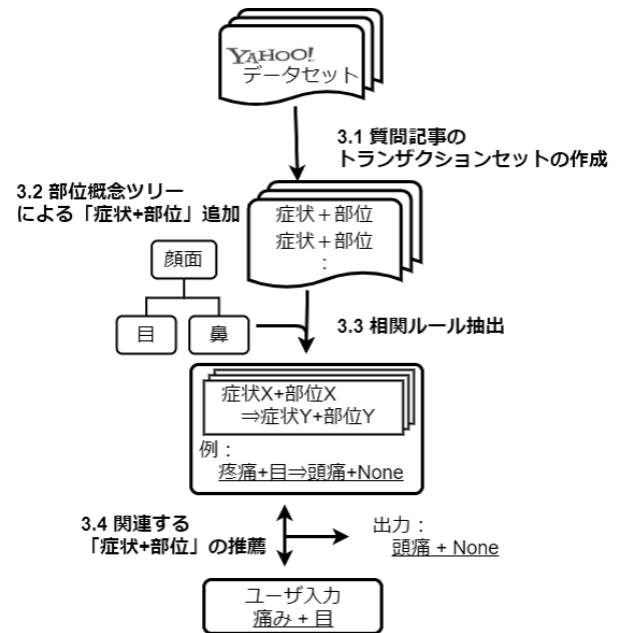 YAHOO!
データセット
3.1 質問記事の
トランザクションセットの作成
3.2 部位概念ツリー
による「症状+部位」追加
症状＋部位
症状＋部位
：
顔面
目
鼻
3.3 相関ルール抽出
症状X+部位X
⇒症状Y+部位Y
例：
疼痛+目⇒頭痛+None
3.4 関連する
「症状+部位」の推薦
出力：
頭痛 + None
ユーザ入力
痛み + 目